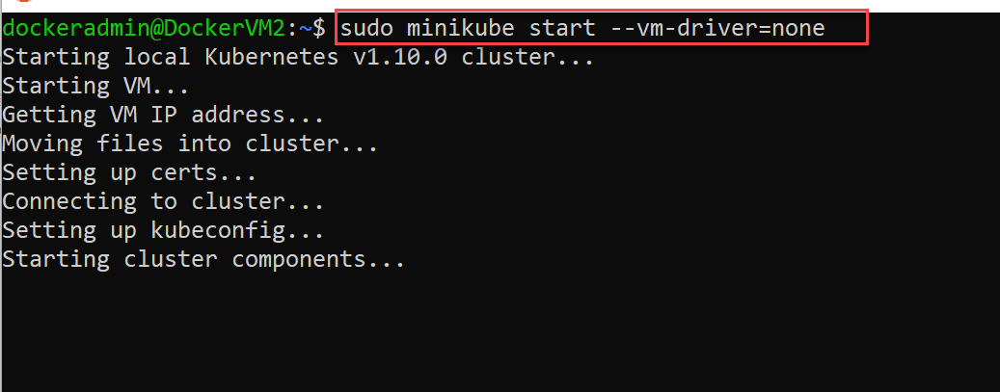 dockeradmin@DockerVM2:~$ sudo minikube start --vm-driver=none
Starting local Kubernetes v1.10.0 cluster...
Starting VM...
Getting VM IP address...
Moving files into cluster...
Setting up certs...
Connecting to cluster...
Setting up kubeconfig...
Starting cluster components...